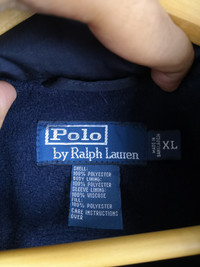 Polo
by Ralph Lauren
XL
SHELL:
100% POLYESTER
BODY LINING:
100% POLYESTER
SLEEVE LINING:
100% POLYESTER
FILL:
100% POLYESTER
CARE INSTRUCTIONS
OVER